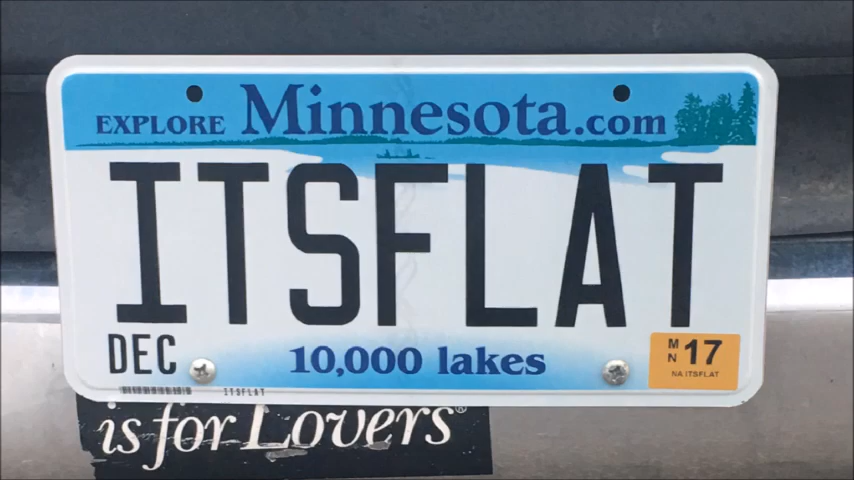 EXPLORE Minnesota.com
ITSFLAT
DEC
10,000 lakes
MN 17
NA ITSFLAT
ITSFLAT
is for Lovers®